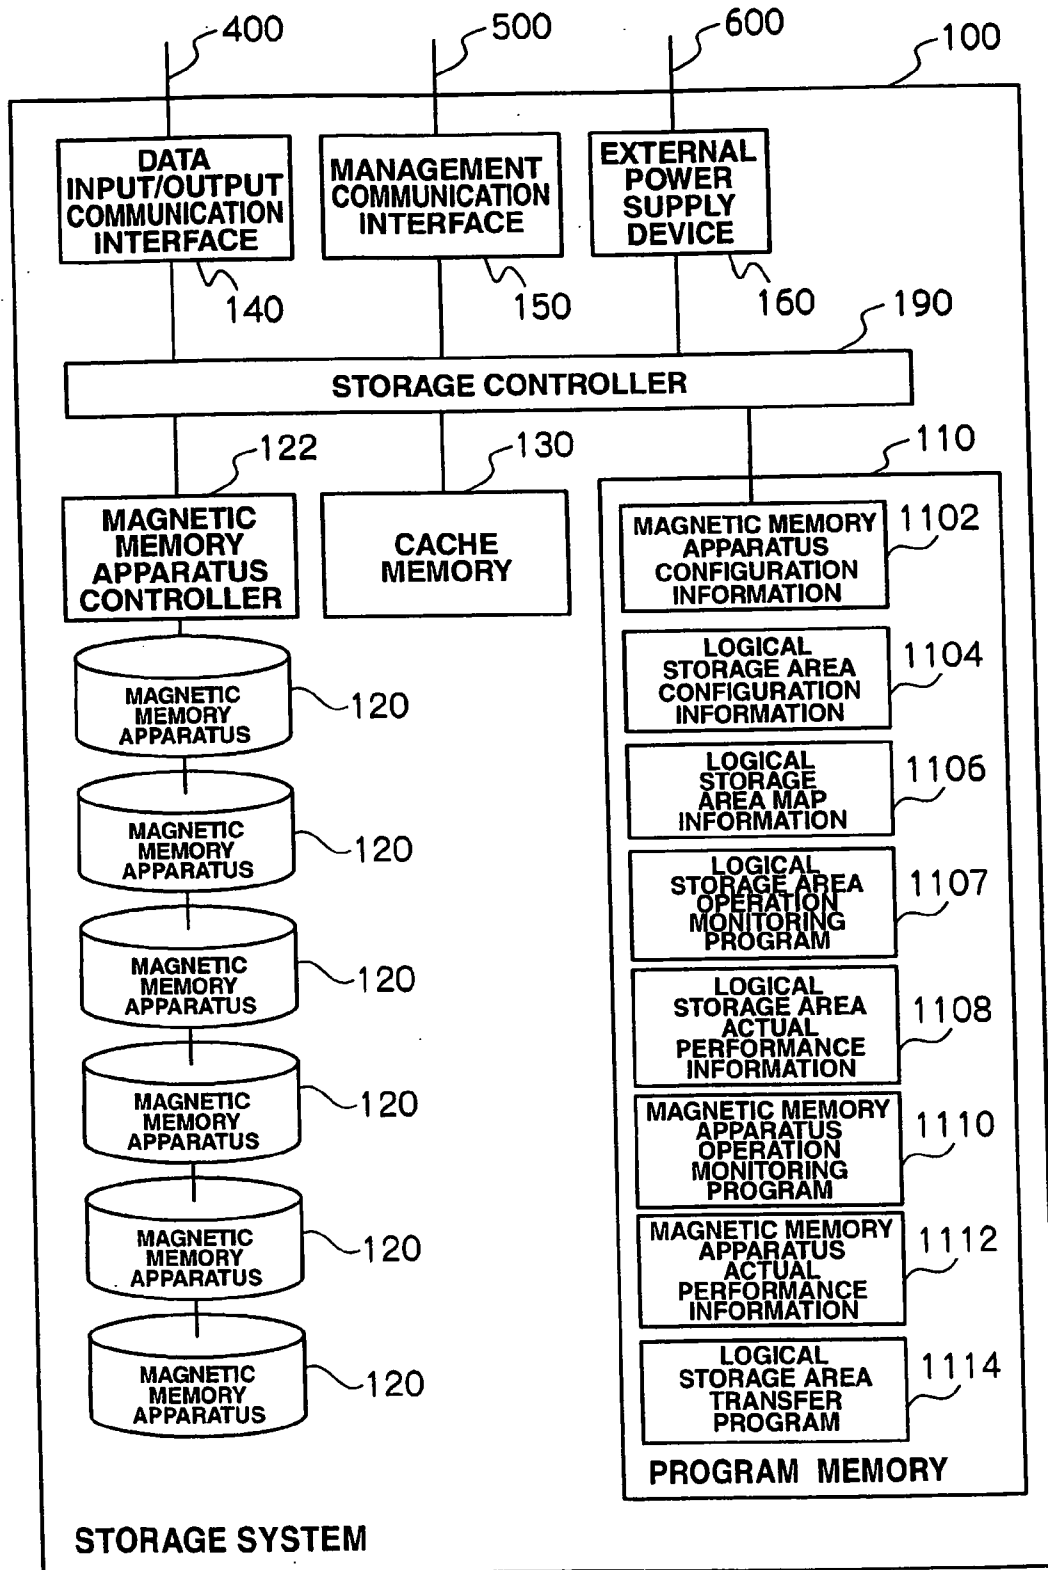 400
500
600
100
DATA
INPUT/OUTPUT
COMMUNICATION
INTERFACE
140
MANAGEMENT
COMMUNICATION
INTERFACE
150
EXTERNAL
POWER
SUPPLY
DEVICE
160
190
STORAGE CONTROLLER
122
MAGNETIC
MEMORY
APPARATUS
CONTROLLER
130
CACHE
MEMORY
110
MAGNETIC MEMORY
APPARATUS
CONFIGURATION
INFORMATION
1102
LOGICAL
STORAGE AREA
CONFIGURATION
INFORMATION
1104
LOGICAL
STORAGE
AREA MAP
INFORMATION
1106
LOGICAL
STORAGE AREA
OPERATION
MONITORING
PROGRAM
1107
LOGICAL
STORAGE AREA
ACTUAL
PERFORMANCE
INFORMATION
1108
MAGNETIC MEMORY
APPARATUS
OPERATION
MONITORING
PROGRAM
1110
MAGNETIC MEMORY
APPARATUS
ACTUAL
PERFORMANCE
INFORMATION
1112
LOGICAL
STORAGE AREA
TRANSFER
PROGRAM
1114
PROGRAM MEMORY
MAGNETIC
MEMORY
APPARATUS
120
MAGNETIC
MEMORY
APPARATUS
120
MAGNETIC
MEMORY
APPARATUS
120
MAGNETIC
MEMORY
APPARATUS
120
MAGNETIC
MEMORY
APPARATUS
120
MAGNETIC
MEMORY
APPARATUS
120
STORAGE SYSTEM